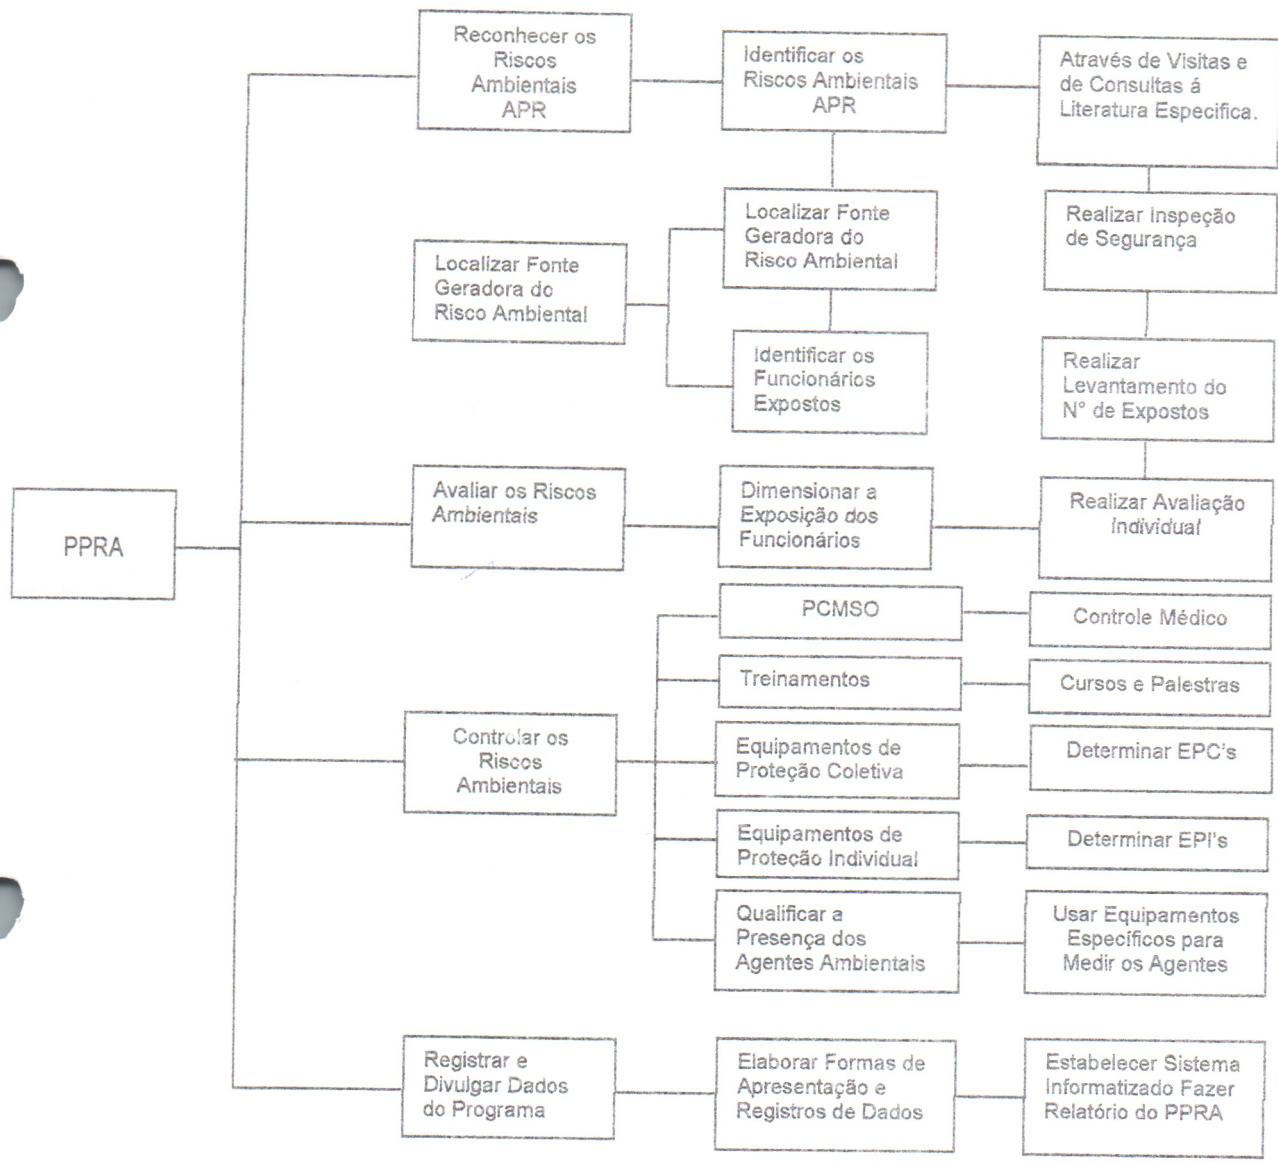 Reconhecer os
Riscos
Ambientais
APR
Identificar os
Riscos Ambientais
APR
Através de Visitas e
de Consultas á
Literatura Especifica.
Localizar Fonte
Geradora do
Risco Ambiental
Realizar Inspeção
de Segurança
Localizar Fonte
Geradora do
Risco Ambiental
Identificar os
Funcionários
Expostos
Realizar
Levantamento do
N° de Expostos
PPRA
Avaliar os Riscos
Ambientais
Dimensionar a
Exposição dos
Funcionários
Realizar Avaliação
Individual
PCMSO
Controle Médico
Treinamentos
Cursos e Palestras
Controlar os
Riscos
Ambientais
Equipamentos de
Proteção Coletiva
Determinar EPC's
Equipamentos de
Proteção Individual
Determinar EPI's
Qualificar a
Presença dos
Agentes Ambientais
Usar Equipamentos
Específicos para
Medir os Agentes
Registrar e
Divulgar Dados
do Programa
Elaborar Formas de
Apresentação e
Registros de Dados
Estabelecer Sistema
Informatizado Fazer
Relatório do PPRA